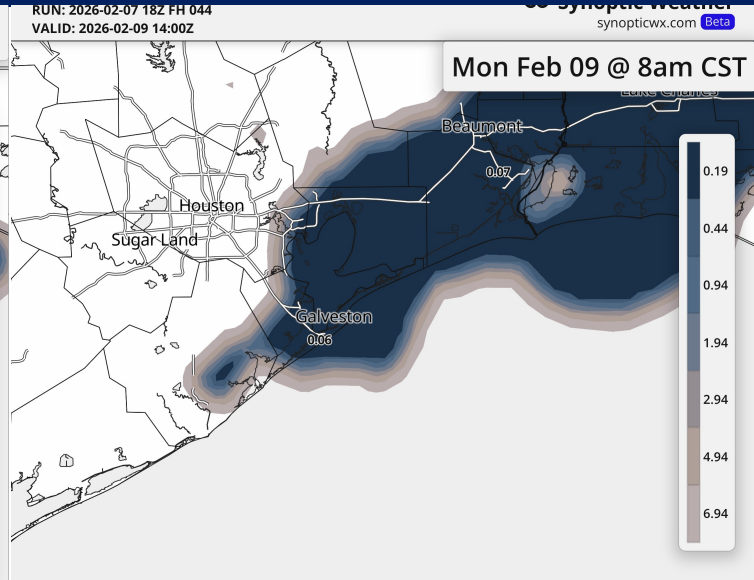 RUN: 2026-02-07 18Z FH 044
Synoptic Weather
VALID: 2026-02-09 14:00Z
synopticwx.com Beta
Mon Feb 09 @ 8am CST
Lake Charles
Beaumont
0.07
0.19
Houston
0.44
Sugar Land
0.94
Galveston
0.06
1.94
2.94
4.94
6.94